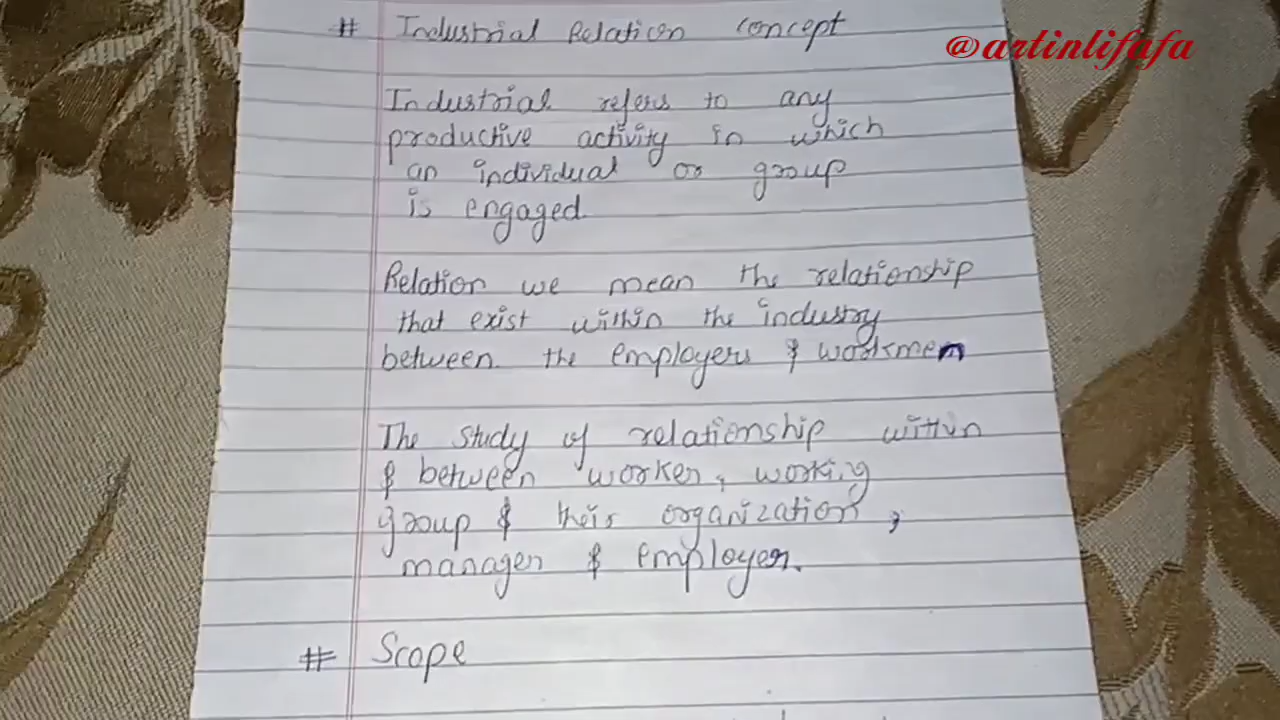 # Industrial Relation concept
@artinlifafa
Industrial refers to any
productive activity in which
an individual or group
is engaged.
Relation we mean the relationship
that exist within the industry
between the employers & workmen
The study of relationship within
& between worker, working
group & their organization,
manager & employer.
# Scope